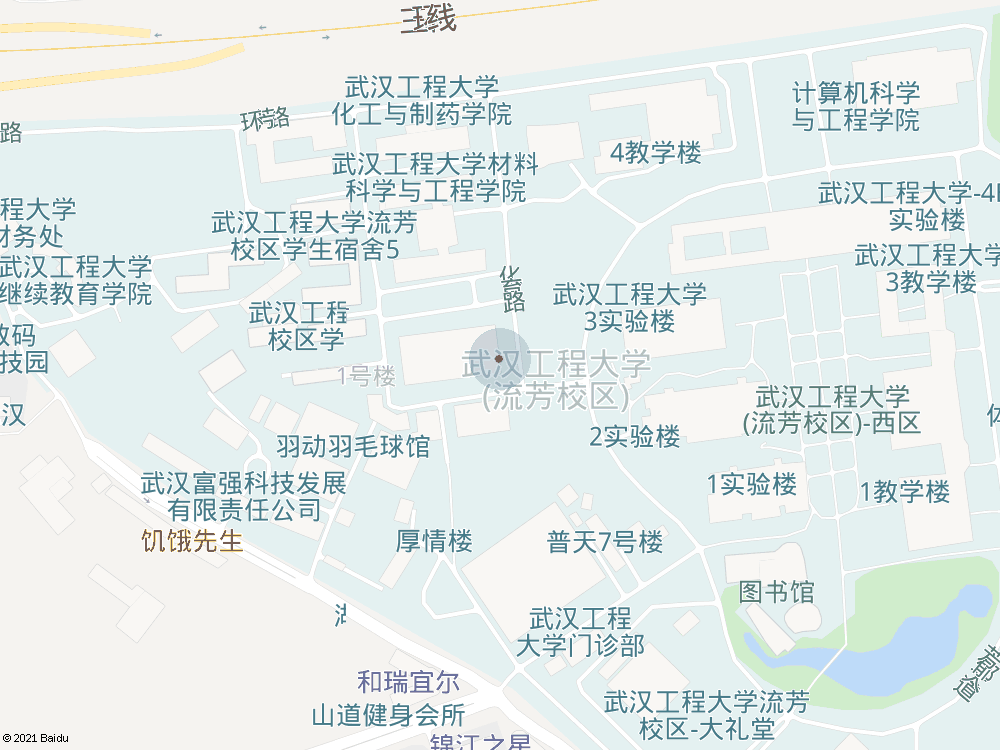 环线
武汉工程大学
化工与制药学院
计算机科学
与工程学院
环湾路
路
4教学楼
武汉工程大学材料
科学与工程学院
武汉工程大学-4
实验楼
程大学
财务处
武汉工程大学流芳
校区学生宿舍5
武汉工程大学
继续教育学院
武汉工程大学
3教学楼
华育路
武汉工程大学
3实验楼
武汉工程
校区学
数码
技园
武汉工程大学
(流芳校区)
1号楼
武汉工程大学
(流芳校区)-西区
汉
体
2实验楼
羽动羽毛球馆
武汉富强科技发展
有限责任公司
1实验楼
1教学楼
饥饿先生
厚情楼
普天7号楼
图书馆
武汉工程
大学门诊部
和瑞宜尔
山道健身会所
武汉工程大学流芳
校区-大礼堂
锦江之星
© 2021 Baidu